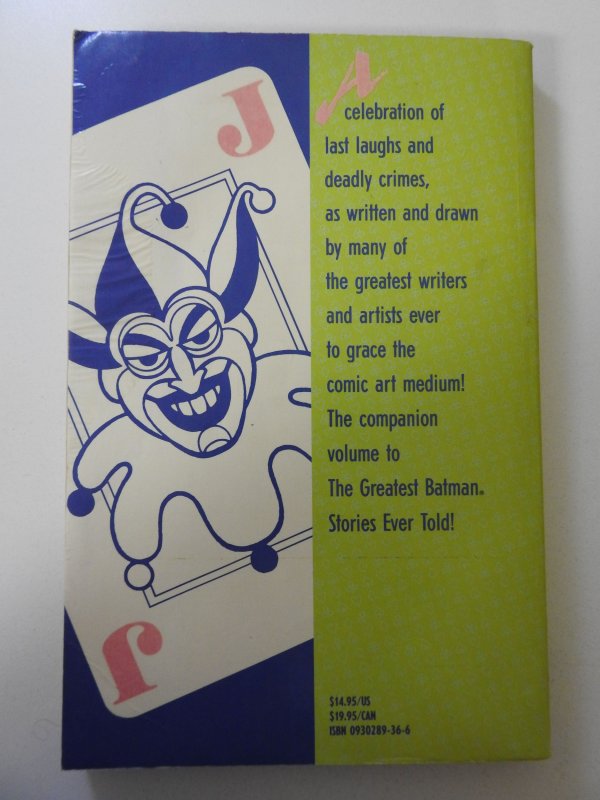 J
A
celebration of
last laughs and
deadly crimes,
as written and drawn
by many of
the greatest writers
and artists ever
to grace the
comic art medium!
The companion
volume to
The Greatest Batman®
Stories Ever Told!
J
$14.95/US
$19.95/CAN
ISBN 0930289-36-6